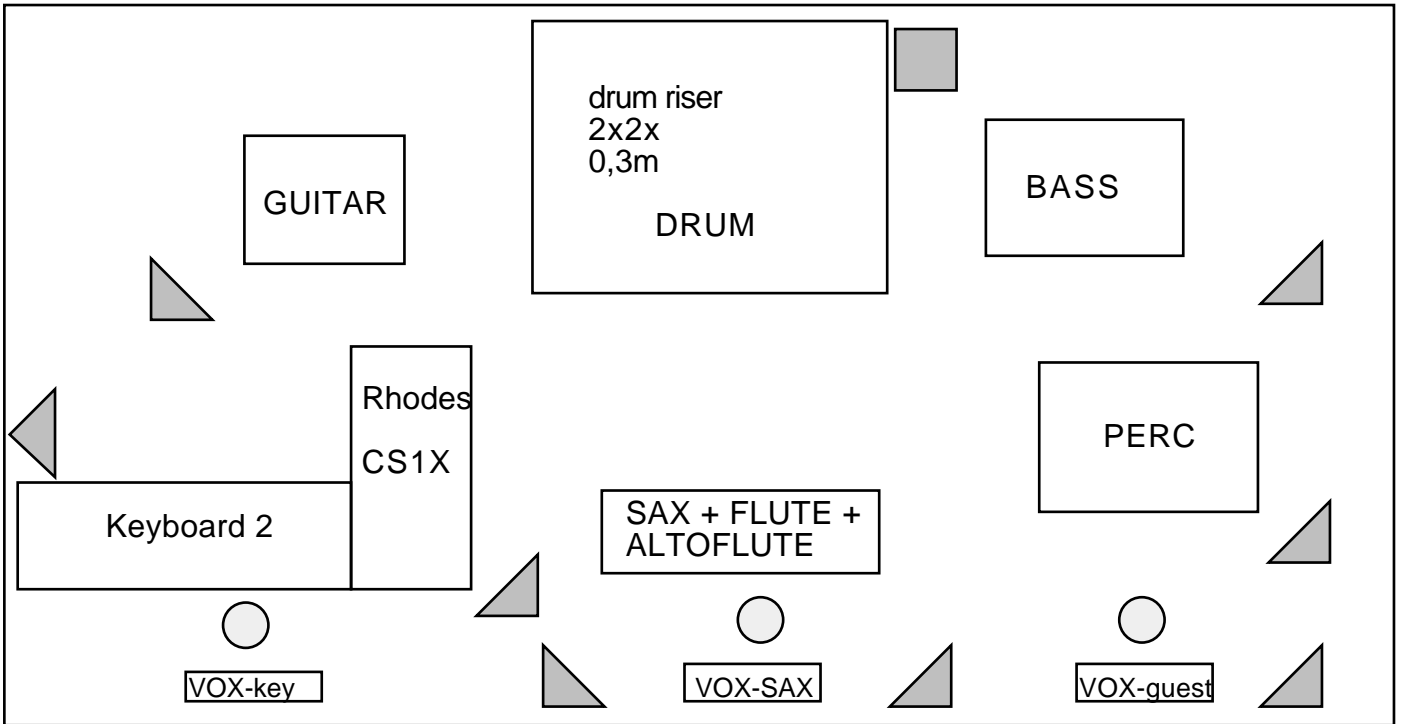 drum riser
2x2x
0,3m
DRUM
GUITAR
BASS
Rhodes
CS1X
PERC
Keyboard 2
SAX + FLUTE +
ALTOFLUTE
VOX-key
VOX-SAX
VOX-guest